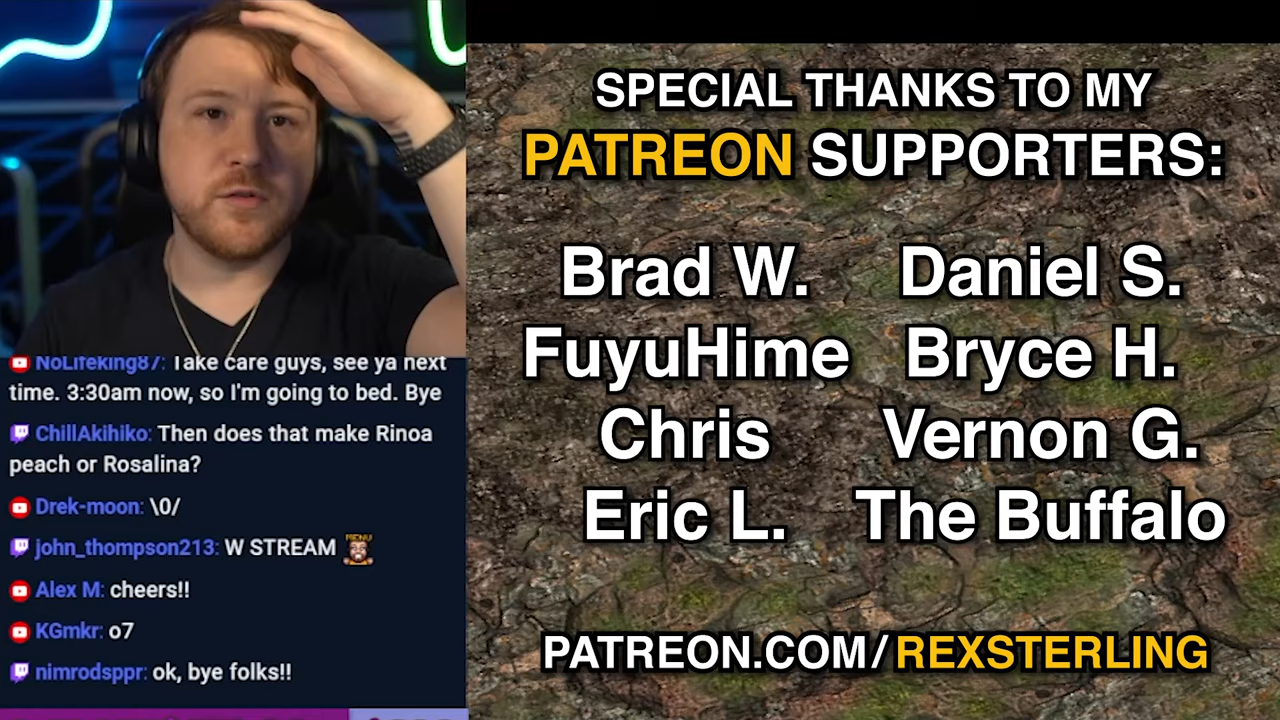 NoLifeking87: Take care guys, see ya next
time. 3:30am now, so I'm going to bed. Bye
ChillAkihiko: Then does that make Rinoa
peach or Rosalina?
Drek-moon: \0/
john_thompson213: W STREAM
Alex M: cheers!!
KGmkr: o7
nimrodsppr: ok, bye folks!!
SPECIAL THANKS TO MY
PATREON SUPPORTERS:
Brad W. Daniel S.
FuyuHime Bryce H.
Chris Vernon G.
Eric L. The Buffalo
PATREON.COM/REXSTERLING